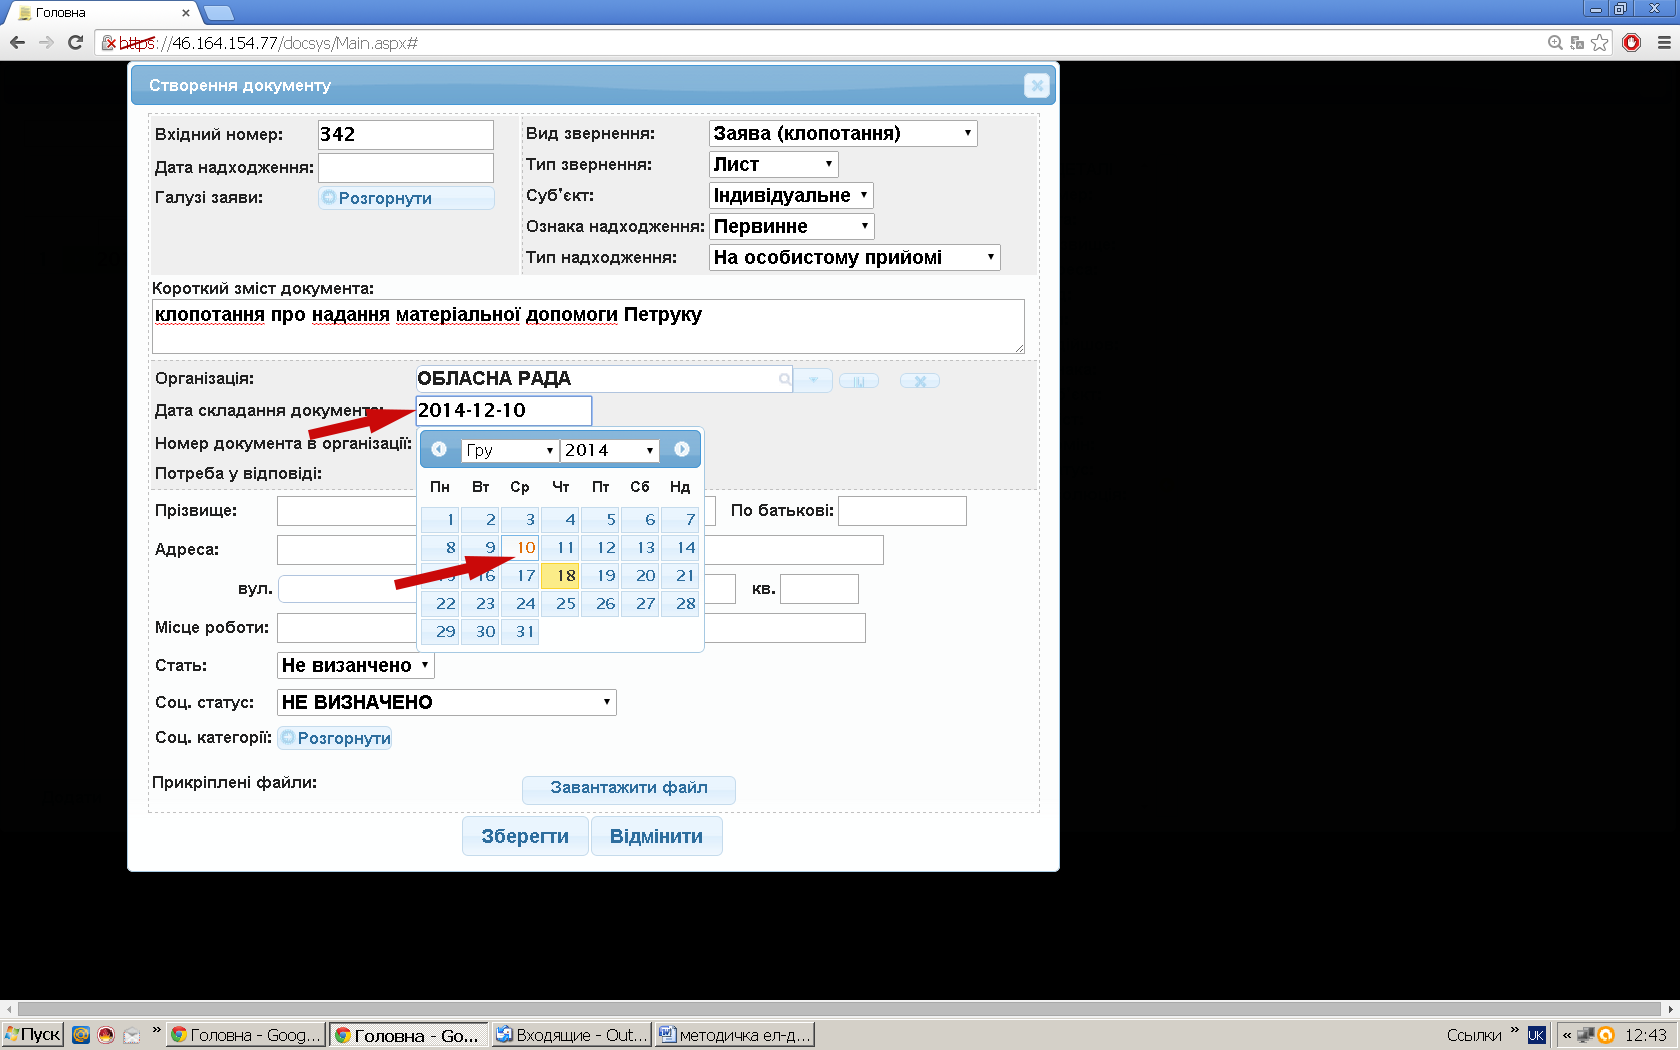 Головна
https://46.164.154.77/docsys/Main.aspx#
Створення документу
Вхідний номер: 342
Дата надходження:
Галузі заяви: Розгорнути
Вид звернення: Заява (клопотання)
Тип звернення: Лист
Суб'єкт: Індивідуальне
Ознака надходження: Первинне
Тип надходження: На особистому прийомі
Короткий зміст документа:
клопотання про надання матеріальної допомоги Петруку
Організація: ОБЛАСНА РАДА
Дата складання документа: 2014-12-10
Номер документа в організації:
Потреба у відповіді:
Гру 2014
Пн Вт Ср Чт Пт Сб Нд
1 2 3 4 5 6 7
8 9 10 11 12 13 14
16 17 18 19 20 21
22 23 24 25 26 27 28
29 30 31
Прізвище: По батькові:
Адреса:
вул. кв.
Місце роботи:
Стать: Не визанчено
Соц. статус: НЕ ВИЗНАЧЕНО
Соц. категорії: Розгорнути
Прикріплені файли: Завантажити файл
Зберегти Відмінити
Пуск » Головна - Goog... Головна - Go... Входящие - Out... методичка ел-д... Ссылки » UK « 12:43